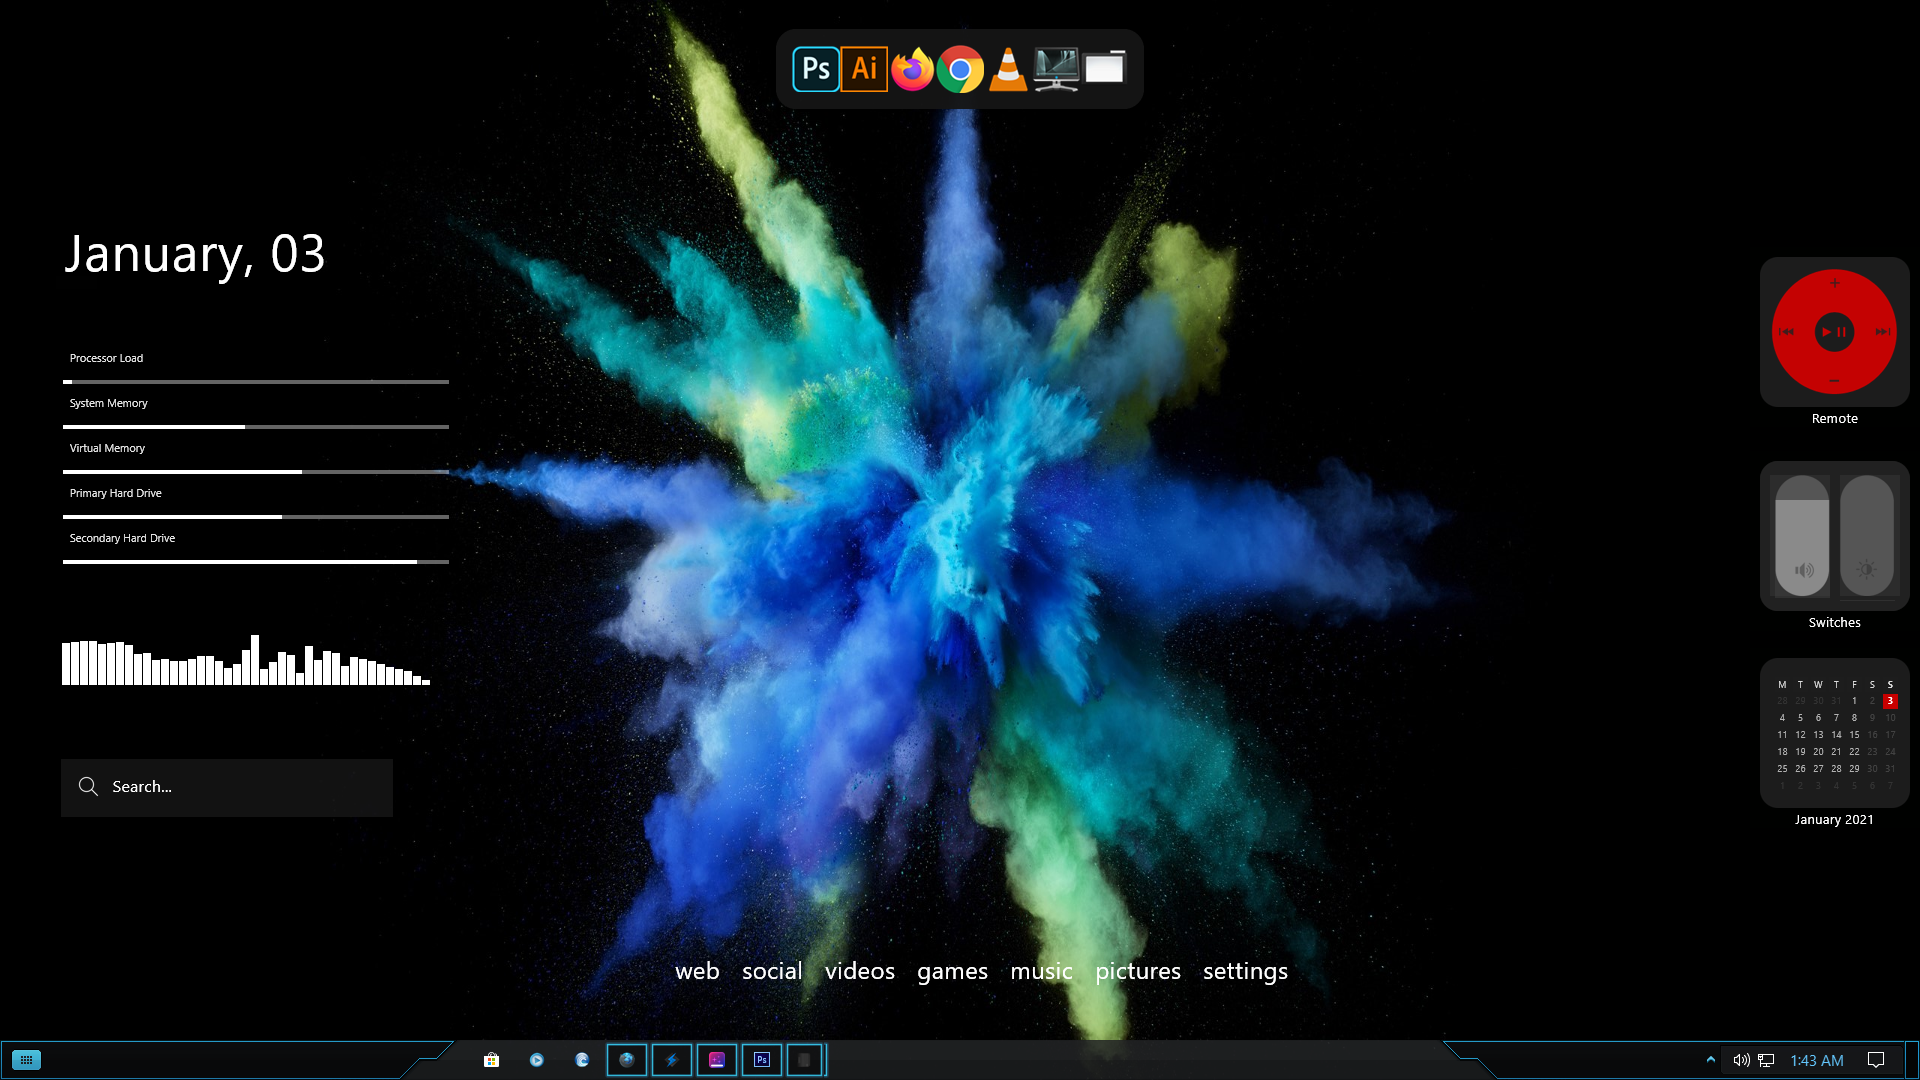 Ps Ai
January, 03
Processor Load
System Memory
Virtual Memory
Primary Hard Drive
Secondary Hard Drive
Search...
Remote
Switches
M T W T F S S
28 29 30 31 1 2 3
4 5 6 7 8 9 10
11 12 13 14 15 16 17
18 19 20 21 22 23 24
25 26 27 28 29 30 31
1 2 3 4 5 6 7
January 2021
web social videos games music pictures settings
Ps
1:43 AM